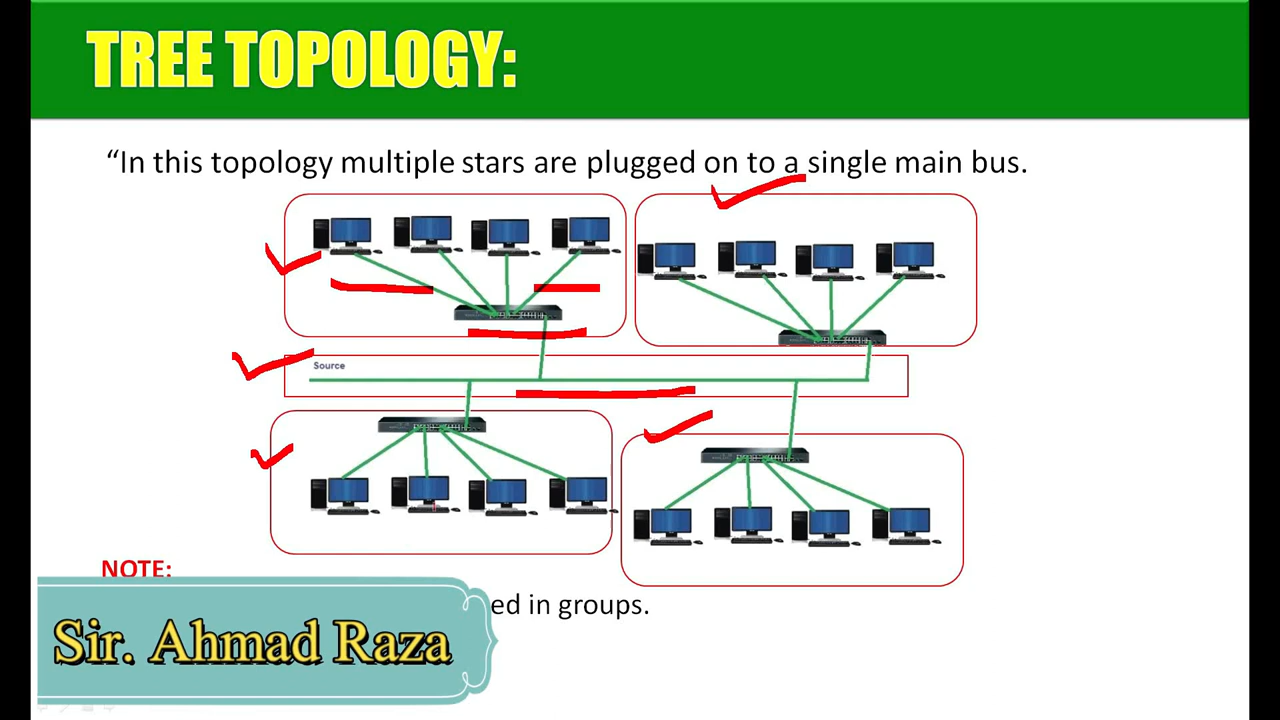 TREE TOPOLOGY:
“In this topology multiple stars are plugged on to a single main bus.
Source
NOTE:
in groups.
Sir. Ahmad Raza